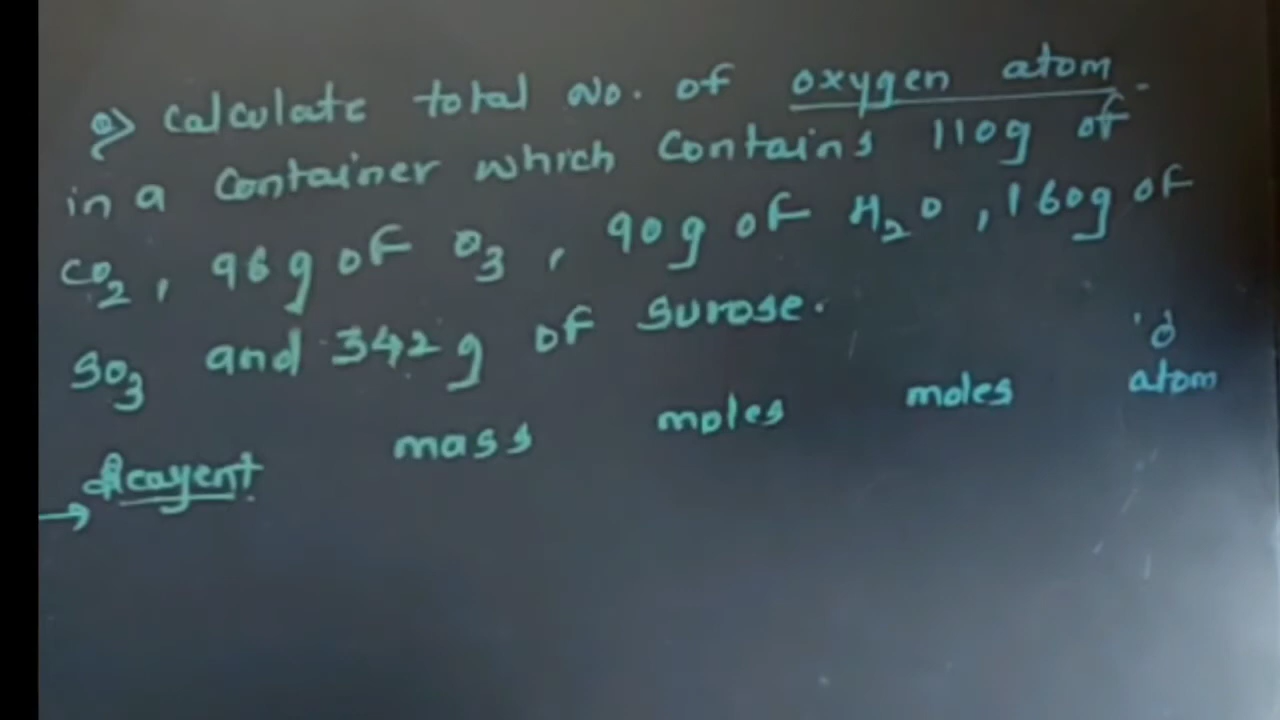 Q) Calculate total No. of oxygen atom.
in a container which contains 110g of
CO2, 96g of O3, 90g of H2O, 160g of
SO3 and 342g of surose.
→ Reagent mass moles moles 'O' atom